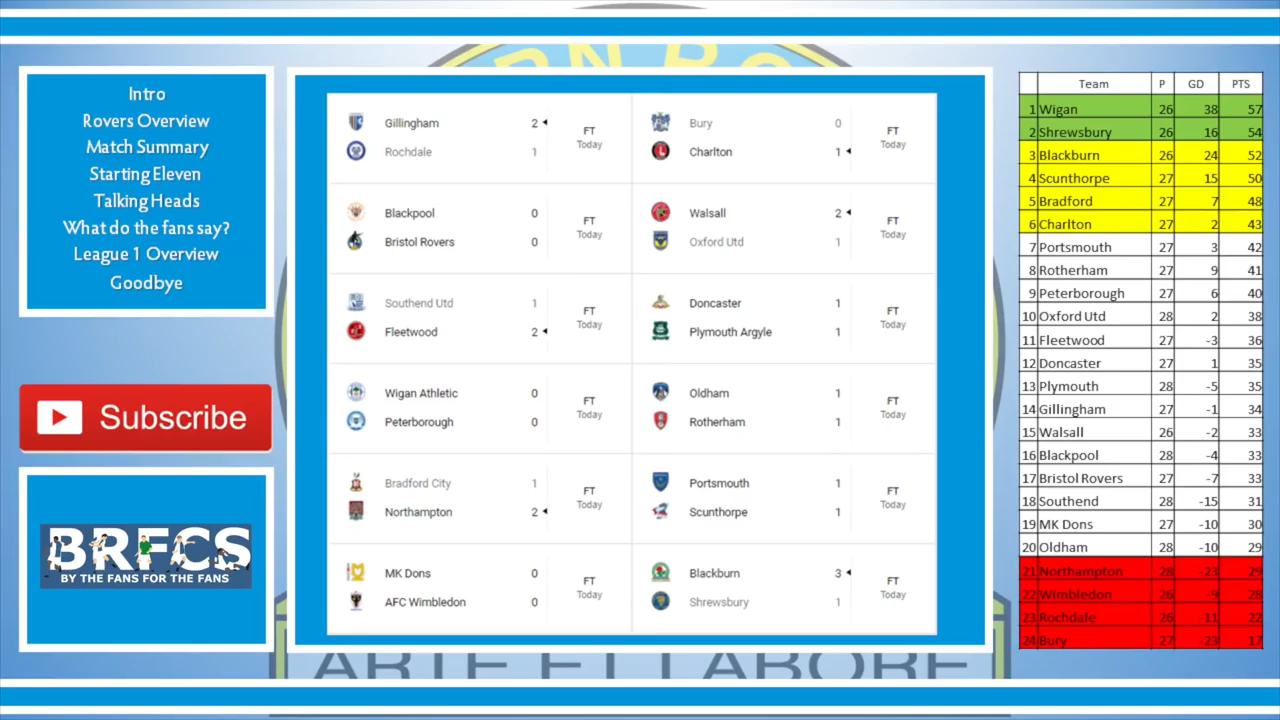 RN RO
Intro
Rovers Overview
Match Summary
Starting Eleven
Talking Heads
What do the fans say?
League 1 Overview
Goodbye
Subscribe
BRFCS
BY THE FANS FOR THE FANS
Gillingham 2
Rochdale 1
FT
Today
Bury 0
Charlton 1
FT
Today
Blackpool 0
Bristol Rovers 0
FT
Today
Walsall 2
Oxford Utd 1
FT
Today
Southend Utd 1
Fleetwood 2
FT
Today
Doncaster 1
Plymouth Argyle 1
FT
Today
Wigan Athletic 0
Peterborough 0
FT
Today
Oldham 1
Rotherham 1
FT
Today
Bradford City 1
Northampton 2
FT
Today
Portsmouth 1
Scunthorpe 1
FT
Today
MK Dons 0
AFC Wimbledon 0
FT
Today
Blackburn 3
Shrewsbury 1
FT
Today
Team P GD PTS
1 Wigan 26 38 57
2 Shrewsbury 26 16 54
3 Blackburn 26 24 52
4 Scunthorpe 27 15 50
5 Bradford 27 7 48
6 Charlton 27 2 43
7 Portsmouth 27 3 42
8 Rotherham 27 9 41
9 Peterborough 27 6 40
10 Oxford Utd 28 2 38
11 Fleetwood 27 -3 36
12 Doncaster 27 1 35
13 Plymouth 28 -5 35
14 Gillingham 27 -1 34
15 Walsall 26 -2 33
16 Blackpool 28 -4 33
17 Bristol Rovers 27 -7 33
18 Southend 28 -15 31
19 MK Dons 27 -10 30
20 Oldham 28 -10 29
21 Northampton 28 -23 29
22 Wimbledon 26 -9 28
23 Rochdale 26 11 22
24 Bury 27 -23 17
ARTE ET LABORE